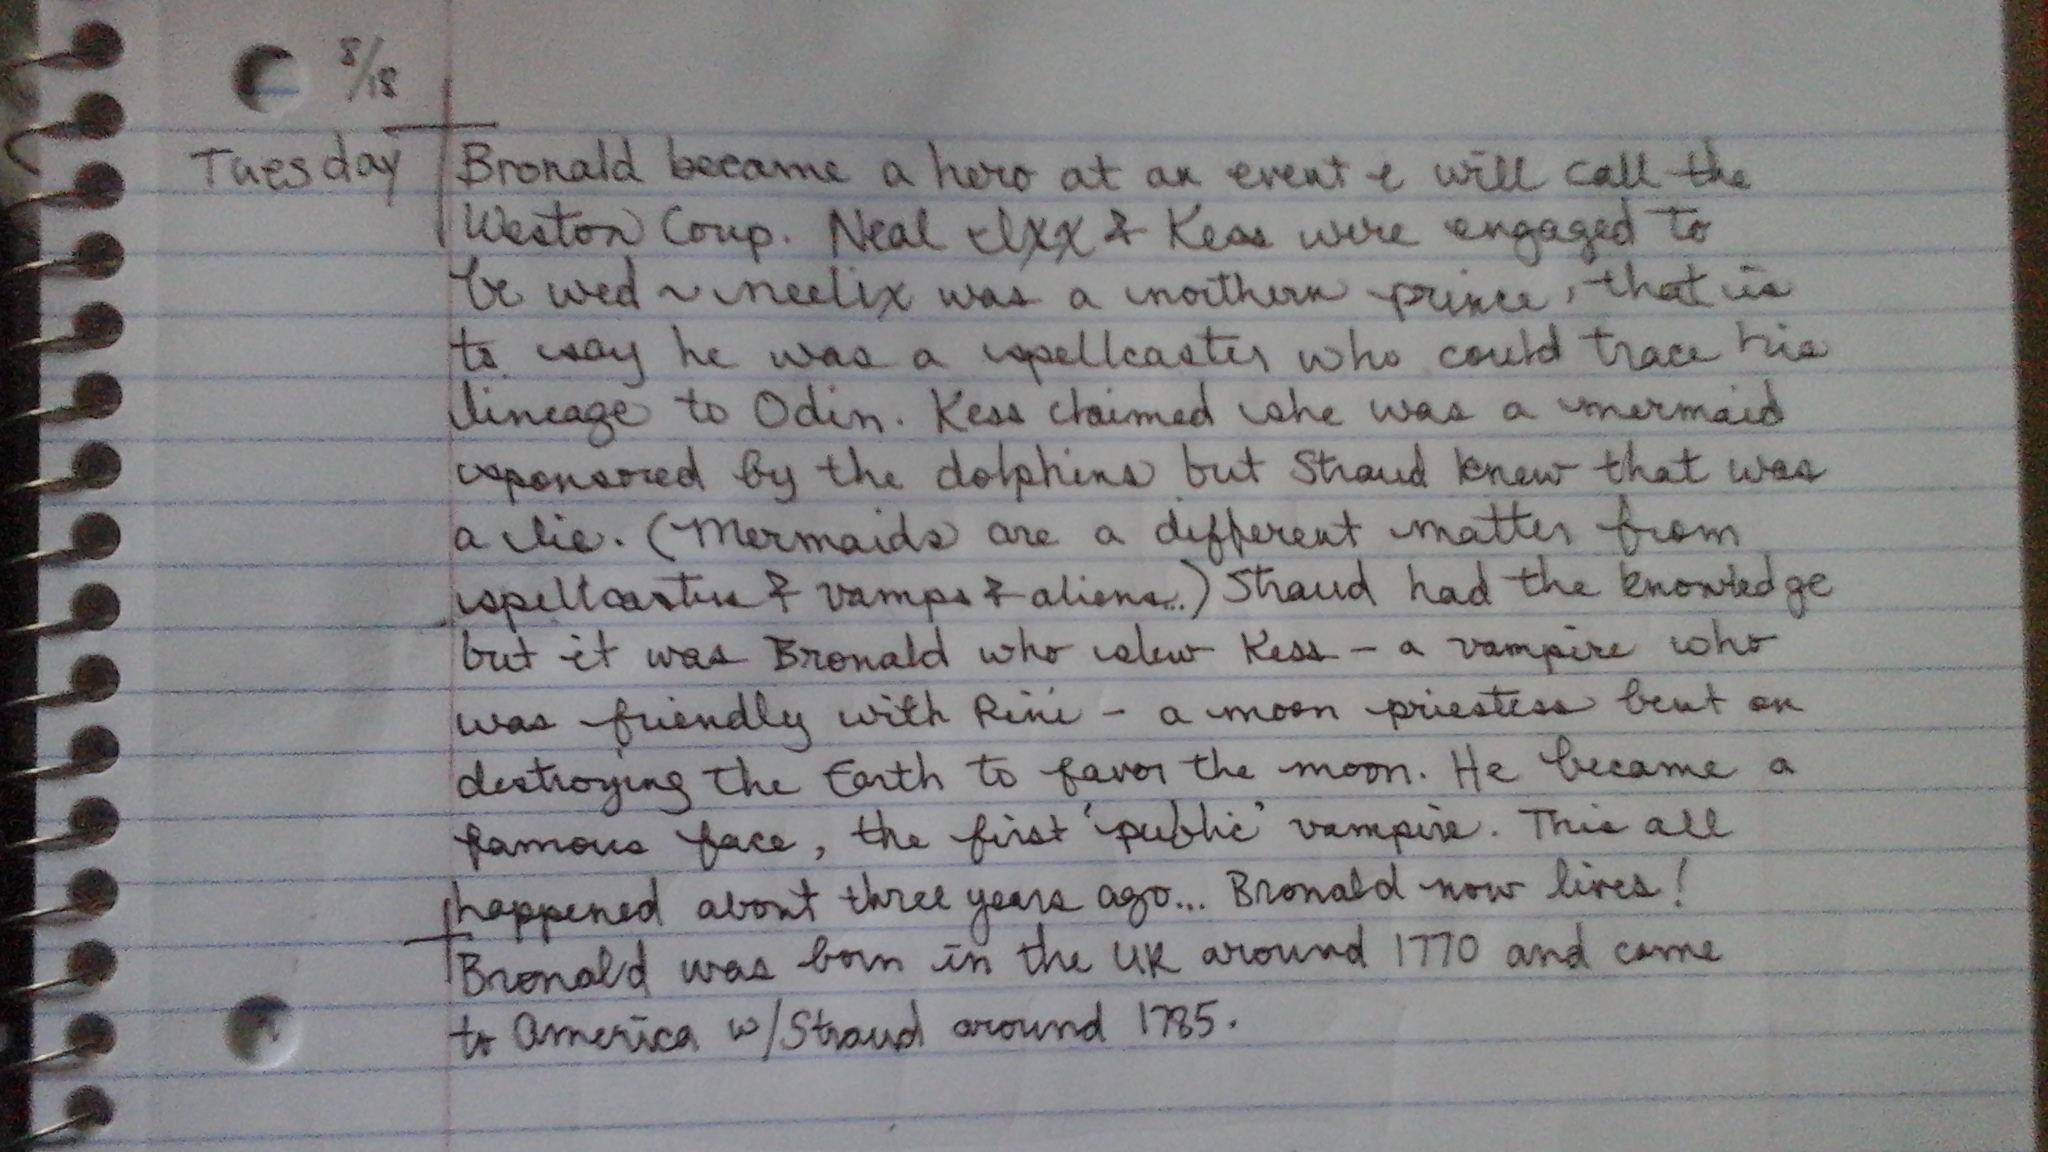 8/18
Tuesday
Bronald became a hero at an event I will call the
Weston Coup. Neal Ixx & Kess were engaged to
be wed ~ neelix was a northern prince, that is
to say he was a spellcaster who could trace his
lineage to Odin. Kess claimed she was a mermaid
sponsored by the dolphins but Straud knew that was
a lie. (Mermaids are a different matter from
spellcasters & vamps & aliens...) Straud had the knowledge
but it was Bronald who slew Kess - a vampire who
was friendly with Rini - a moon priestess bent on
destroying the Earth to favor the moon. He became a
famous face, the first 'public' vampire. This all
happened about three years ago... Bronald now lives!
Bronald was born in the UK around 1770 and came
to America w/Straud around 1785.